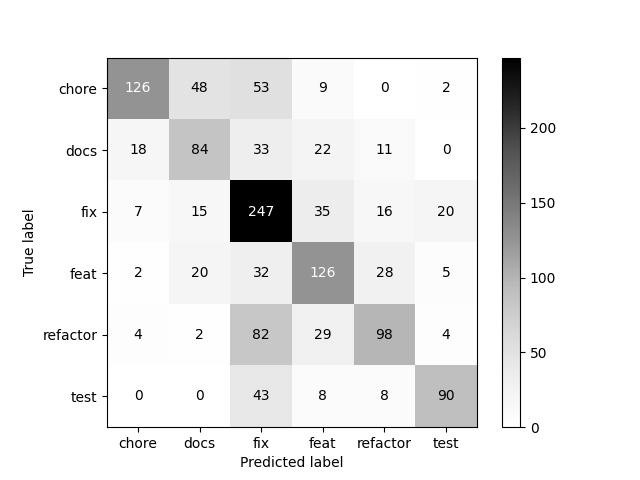 chore 126 48 53 9 0 2
docs 18 84 33 22 11 0
fix 7 15 247 35 16 20
feat 2 20 32 126 28 5
refactor 4 2 82 29 98 4
test 0 0 43 8 8 90
chore docs fix feat refactor test
Predicted label
True label
200
150
100
50
0